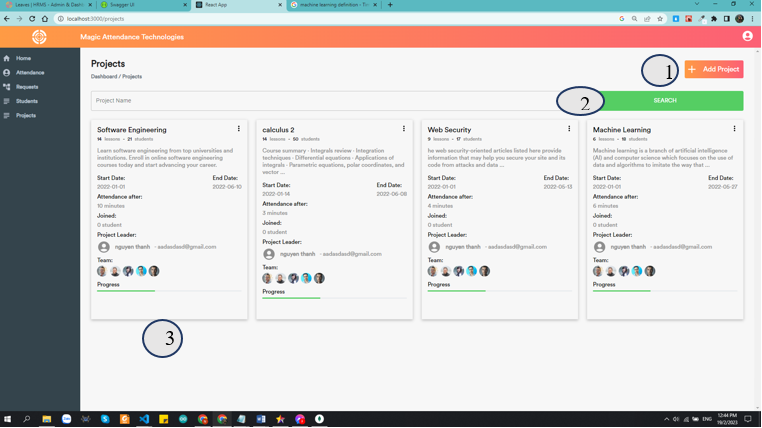 Leaves | HRMS - Admin & Dashl
Swagger UI
React App
machine learning definition - Tìm
localhost:3000/projects
Magic Attendance Technologies
Home
Attendance
Requests
Students
Projects
Projects
Dashboard / Projects
1
+ Add Project
Project Name
2
SEARCH
Software Engineering
14 lessons - 21 students
Learn software engineering from top universities and
institutions. Enroll in online software engineering
courses today and start advancing your career.
Start Date: End Date:
2022-01-01 2022-06-10
Attendance after:
10 minutes
Joined:
0 student
Project Leader:
nguyen thanh - aadasdasd@gmail.com
Team:
Progress
calculus 2
14 lessons - 50 students
Course summary · Integrals review · Integration
techniques · Differential equations · Applications of
integrals · Parametric equations, polar coordinates, and
vector ...
Start Date: End Date:
2022-01-14 2022-06-08
Attendance after:
3 minutes
Joined:
0 student
Project Leader:
nguyen thanh - aadasdasd@gmail.com
Team:
Progress
Web Security
9 lessons - 17 students
he web security-oriented articles listed here provide
information that may help you secure your site and its
code from attacks and data ...
Start Date: End Date:
2022-01-01 2022-05-13
Attendance after:
4 minutes
Joined:
0 student
Project Leader:
nguyen thanh - aadasdasd@gmail.com
Team:
Progress
Machine Learning
6 lessons - 18 students
Machine learning is a branch of artificial intelligence
(AI) and computer science which focuses on the use of
data and algorithms to imitate the way that ...
Start Date: End Date:
2022-01-01 2022-05-27
Attendance after:
6 minutes
Joined:
0 student
Project Leader:
nguyen thanh - aadasdasd@gmail.com
Team:
Progress
3
ENG
12:44 PM
19/2/2023